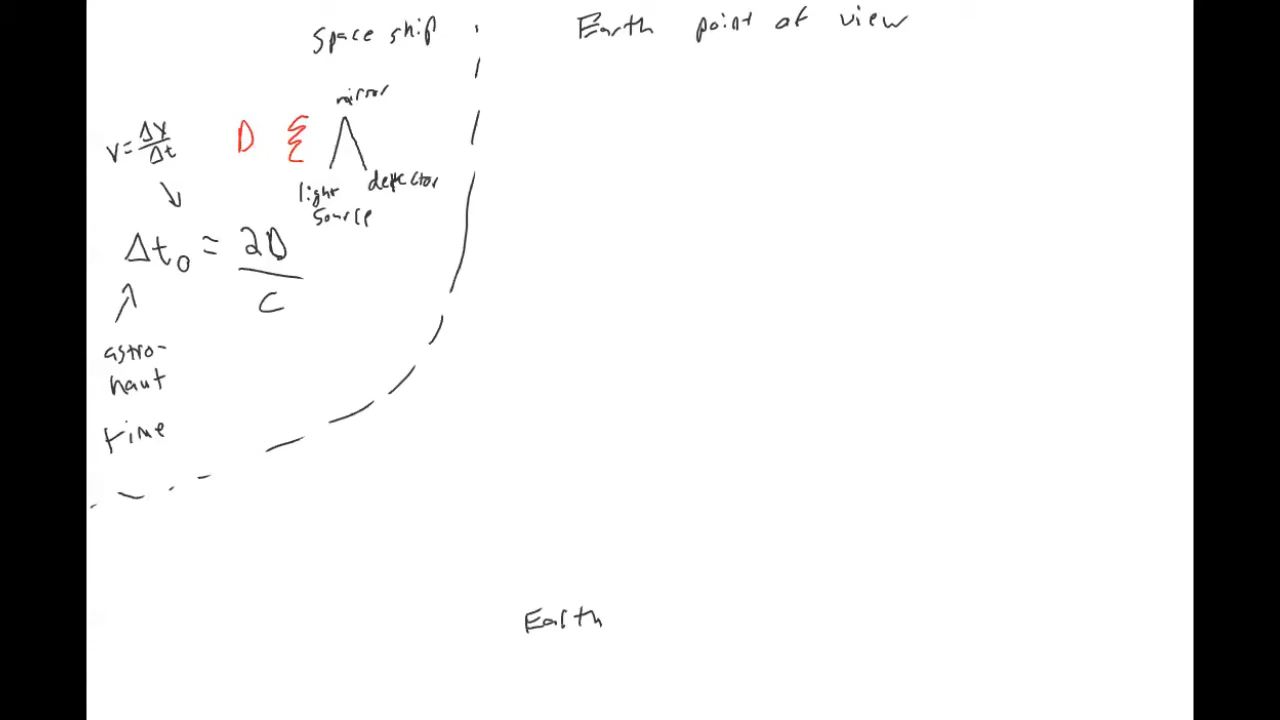 Space ship
Earth point of view
mirror
V = ΔX/Δt
D {
light source
detector
Δt₀ = 2D/C
astro-
naut
time
Earth